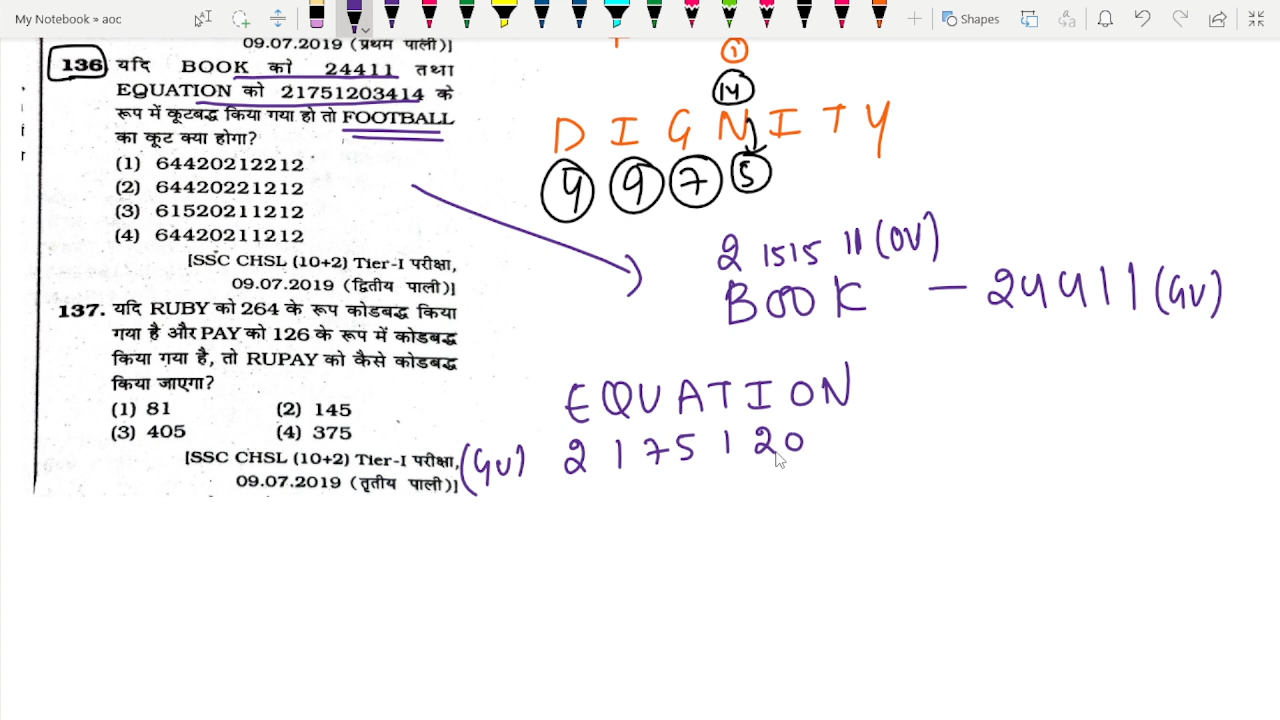 My Notebook » aoc
Shapes
09.07.2019 (प्रथम पाली)]
136 यदि BOOK को 24411 तथा
EQUATION को 21751203414 के
रूप में कूटबद्ध किया गया हो तो FOOTBALL
का कूट क्या होगा?
(1) 64420212212
(2) 64420221212
(3) 61520211212
(4) 64420211212
[SSC CHSL (10+2) Tier-I परीक्षा,
09.07.2019 (द्वितीय पाली)]
137. यदि RUBY को 264 के रूप कोडबद्ध किया
गया है और PAY को 126 के रूप में कोडबद्ध
किया गया है, तो RUPAY को कैसे कोडबद्ध
किया जाएगा?
(1) 81 (2) 145
(3) 405 (4) 375
[SSC CHSL (10+2) Tier-I परीक्षा,
09.07.2019 (तृतीय पाली)]
14
D I G N I T Y
4 9 7 5
2 15 15 11 (OV)
BOOK - 24411 (GV)
EQUATION
(GV) 2 1 7 5 1 2 0